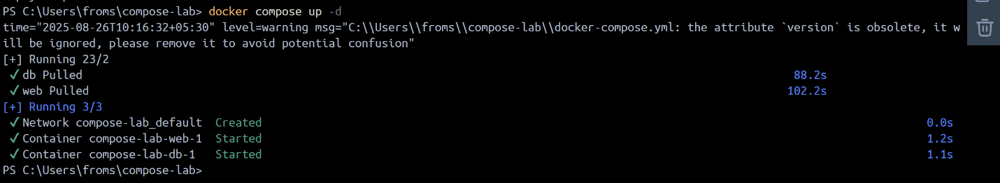 PS C:\Users\froms\compose-lab> docker compose up -d
time="2025-08-26T10:16:32+05:30" level=warning msg="C:\\Users\\froms\\compose-lab\\docker-compose.yml: the attribute `version` is obsolete, it w
ill be ignored, please remove it to avoid potential confusion"
[+] Running 23/2
✓ db Pulled 88.2s
✓ web Pulled 102.2s
[+] Running 3/3
✓ Network compose-lab_default Created 0.0s
✓ Container compose-lab-web-1 Started 1.2s
✓ Container compose-lab-db-1 Started 1.1s
PS C:\Users\froms\compose-lab>